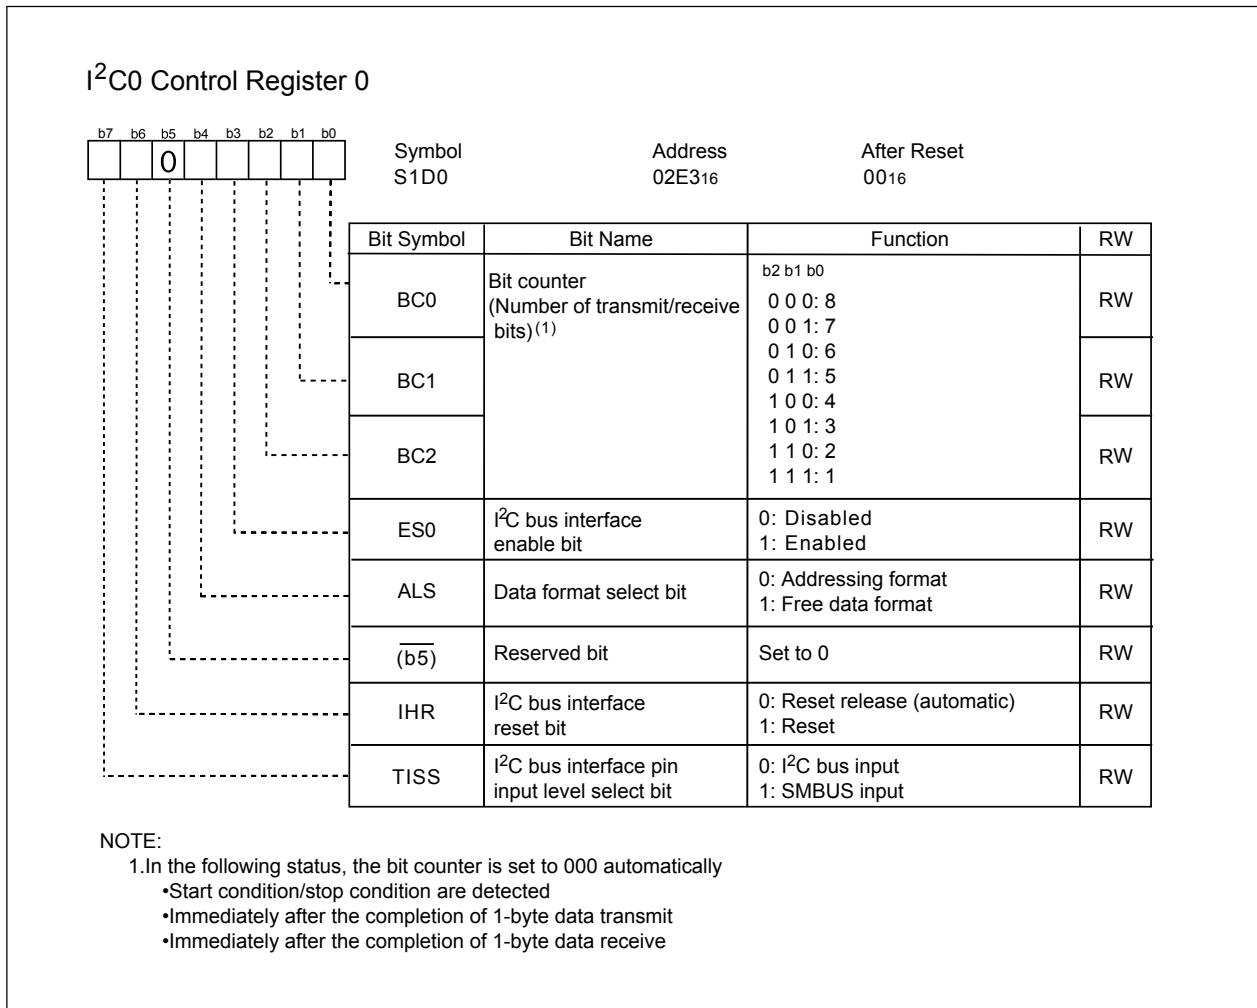 I²C0 Control Register 0
b7 b6 b5 b4 b3 b2 b1 b0
0
Symbol Address After Reset
S1D0 02E316 0016
Bit Symbol Bit Name Function RW
BC0 RW
BC1 RW
BC2 RW
Bit counter
(Number of transmit/receive
bits)(1)
b2 b1 b0
0 0 0: 8
0 0 1: 7
0 1 0: 6
0 1 1: 5
1 0 0: 4
1 0 1: 3
1 1 0: 2
1 1 1: 1
ES0
I²C bus interface
enable bit
0: Disabled
1: Enabled
RW
ALS
Data format select bit
0: Addressing format
1: Free data format
RW
(b5)
Reserved bit
Set to 0
RW
IHR
I²C bus interface
reset bit
0: Reset release (automatic)
1: Reset
RW
TISS
I²C bus interface pin
input level select bit
0: I²C bus input
1: SMBUS input
RW
NOTE:
1.In the following status, the bit counter is set to 000 automatically
•Start condition/stop condition are detected
•Immediately after the completion of 1-byte data transmit
•Immediately after the completion of 1-byte data receive